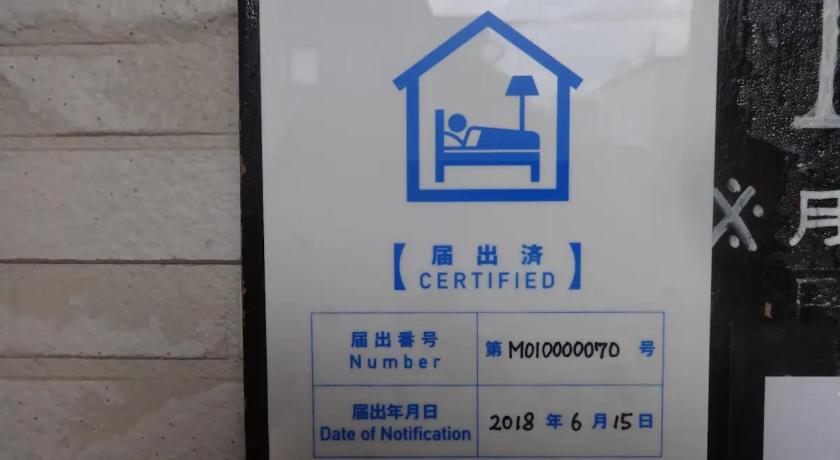 【届出済
CERTIFIED】
届出番号
Number
第 M010000070 号
届出年月日
Date of Notification
2018 年 6 月 15 日
※ 月